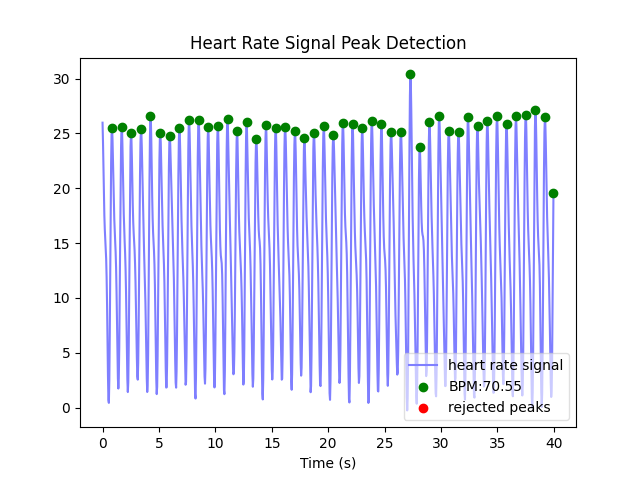 Heart Rate Signal Peak Detection
30
25
20
15
10
5
0
heart rate signal
BPM:70.55
rejected peaks
0 5 10 15 20 25 30 35 40
Time (s)